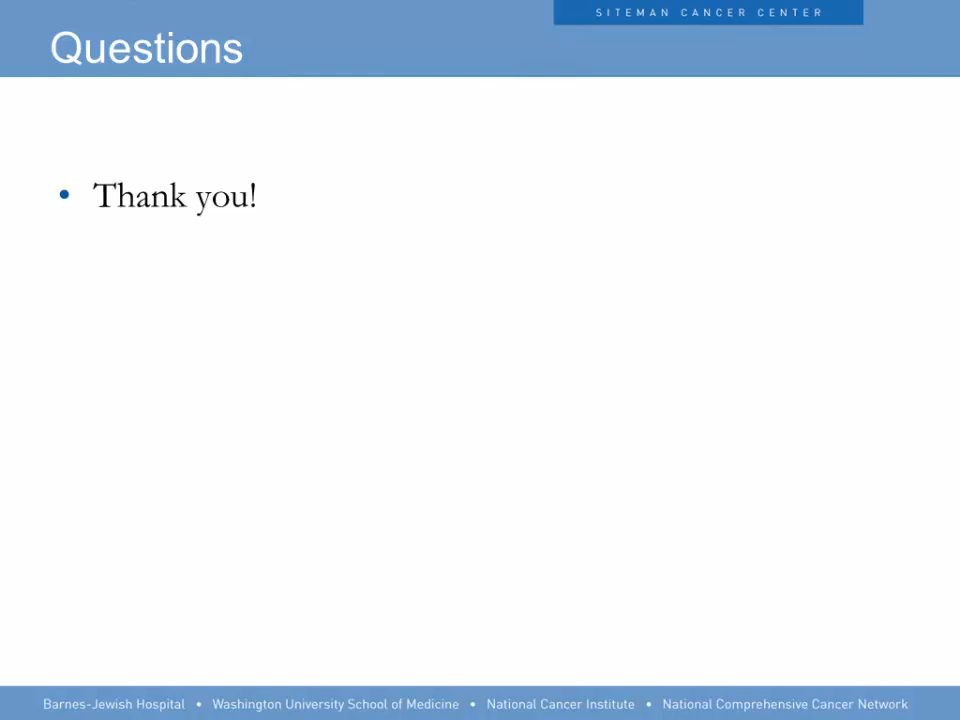 SITEMAN CANCER CENTER
Questions
• Thank you!
Barnes-Jewish Hospital • Washington University School of Medicine • National Cancer Institute • National Comprehensive Cancer Network